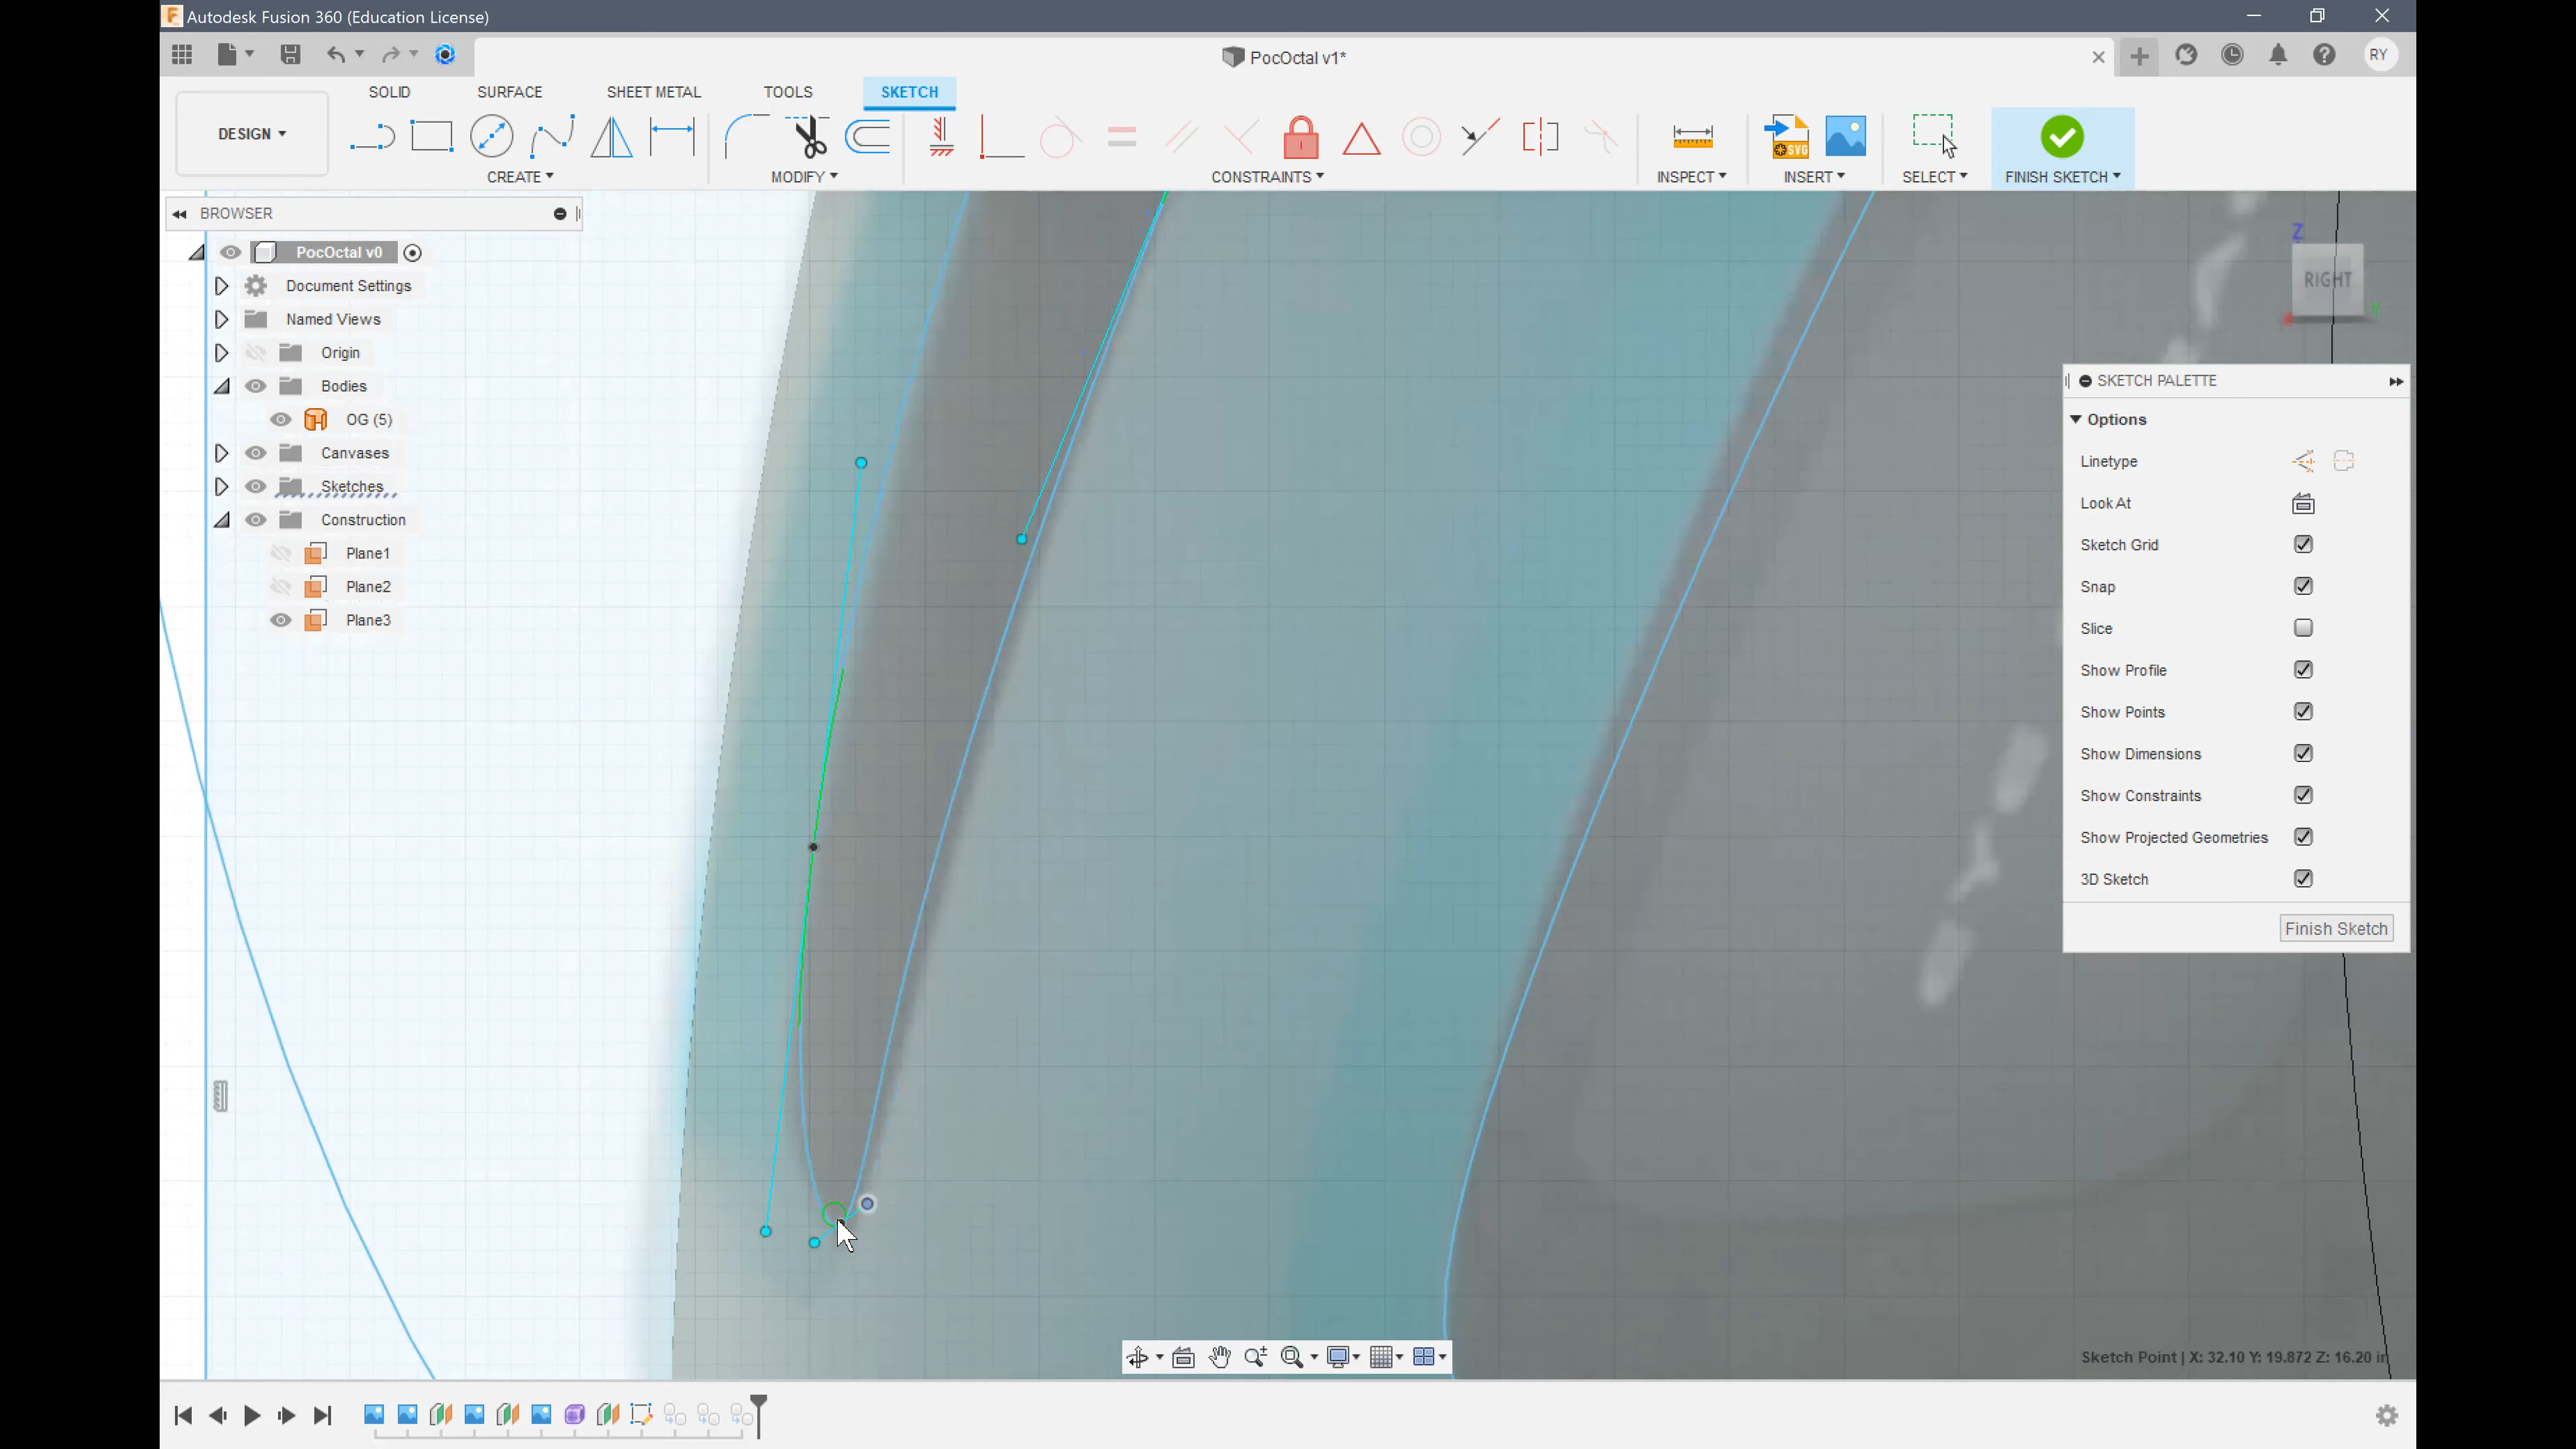 Autodesk Fusion 360 (Education License)
PocOctal v1*
RY
SOLID SURFACE SHEET METAL TOOLS SKETCH
DESIGN
SVG
CREATE MODIFY CONSTRAINTS INSPECT INSERT SELECT FINISH SKETCH
BROWSER
PocOctal v0
Document Settings
Named Views
Origin
Bodies
OG (5)
Canvases
Sketches
Construction
Plane1
Plane2
Plane3
Z
RIGHT
Y
X
SKETCH PALETTE
Options
Linetype
Look At
Sketch Grid
Snap
Slice
Show Profile
Show Points
Show Dimensions
Show Constraints
Show Projected Geometries
3D Sketch
Finish Sketch
Sketch Point | X: 32.10 Y: 19.872 Z: 16.20 in